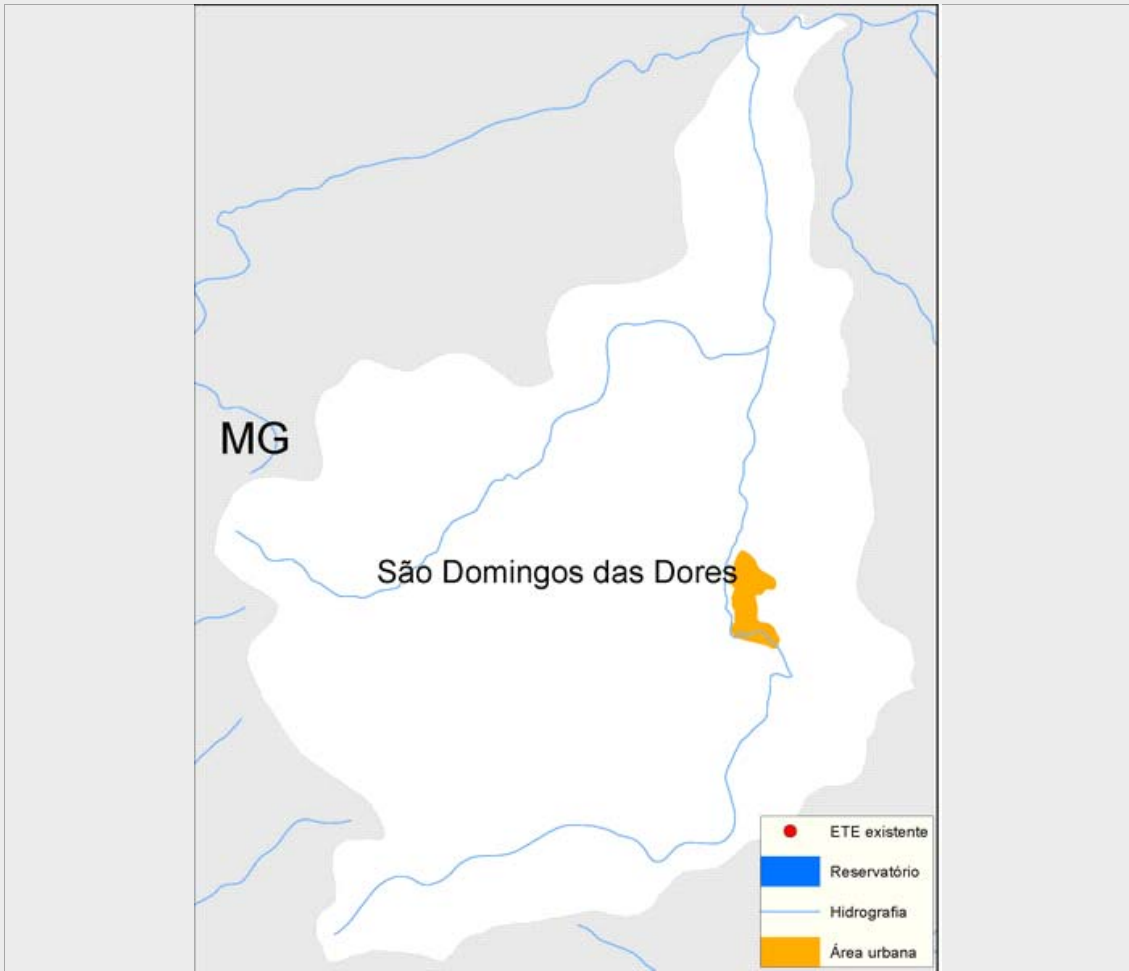 MG
São Domingos das Dores
ETE existente
Reservatório
Hidrografia
Área urbana